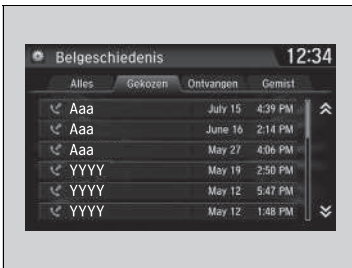 Belgeschiedenis 12:34
Alles Gekozen Ontvangen Gemist
Aaa July 15 4:39 PM
Aaa June 16 2:14 PM
Aaa May 27 4:06 PM
YYYY May 19 2:50 PM
YYYY May 12 5:47 PM
YYYY May 12 1:48 PM